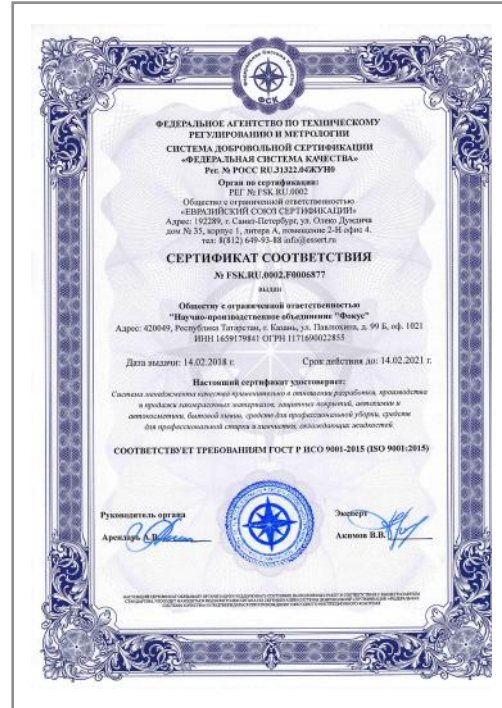 ФСК
ФЕДЕРАЛЬНОЕ АГЕНТСТВО ПО ТЕХНИЧЕСКОМУ
РЕГУЛИРОВАНИЮ И МЕТРОЛОГИИ
СИСТЕМА ДОБРОВОЛЬНОЙ СЕРТИФИКАЦИИ
«ФЕДЕРАЛЬНАЯ СИСТЕМА КАЧЕСТВА»
Рег. № РОСС RU.31322.04ЖУН0
Орган по сертификации:
РЕГ № FSK.RU.0002
Общество с ограниченной ответственностью
«ЕВРАЗИЙСКИЙ СОЮЗ СЕРТИФИКАЦИИ»
Адрес: 192289, г. Санкт-Петербург, ул. Олеко Дундича
дом № 35, корпус 1, литера А, помещение 2-Н офис 4.
тел: 8(812) 649-93-88 info@essert.ru
СЕРТИФИКАТ СООТВЕТСТВИЯ
№ FSK.RU.0002.F0006877
выдан
Обществу с ограниченной ответственностью
"Научно-производственное объединение "Фокус"
Адрес: 420049, Республика Татарстан, г. Казань, ул. Павлюхина, д. 99 Б, оф. 1021
ИНН 1659179841 ОГРН 1171690022855
Дата выдачи: 14.02.2018 г. Срок действия до: 14.02.2021 г.
Настоящий сертификат удостоверяет:
Система менеджмента качества применительно в отношении разработки, производства
и продажи лакокрасочных материалов, защитных покрытий, автохимии и
автокосметики, бытовой химии, средств для профессиональной уборки, средств
для профессиональной стирки и химчистки, охлаждающих жидкостей.
СООТВЕТСТВУЕТ ТРЕБОВАНИЯМ ГОСТ Р ИСО 9001-2015 (ISO 9001:2015)
Руководитель органа
Арендарь А.В.
Эксперт
Акимов В.В.